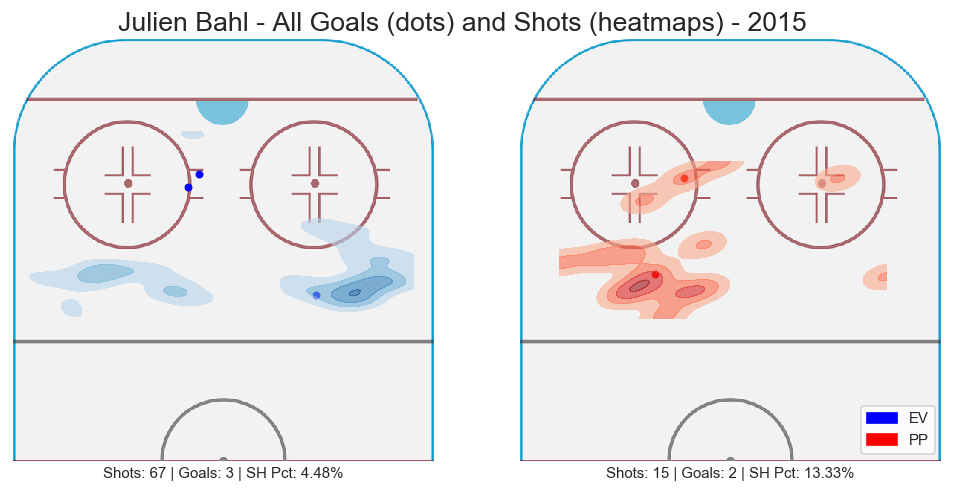 Julien Bahl - All Goals (dots) and Shots (heatmaps) - 2015
EV
PP
Shots: 67 | Goals: 3 | SH Pct: 4.48%
Shots: 15 | Goals: 2 | SH Pct: 13.33%